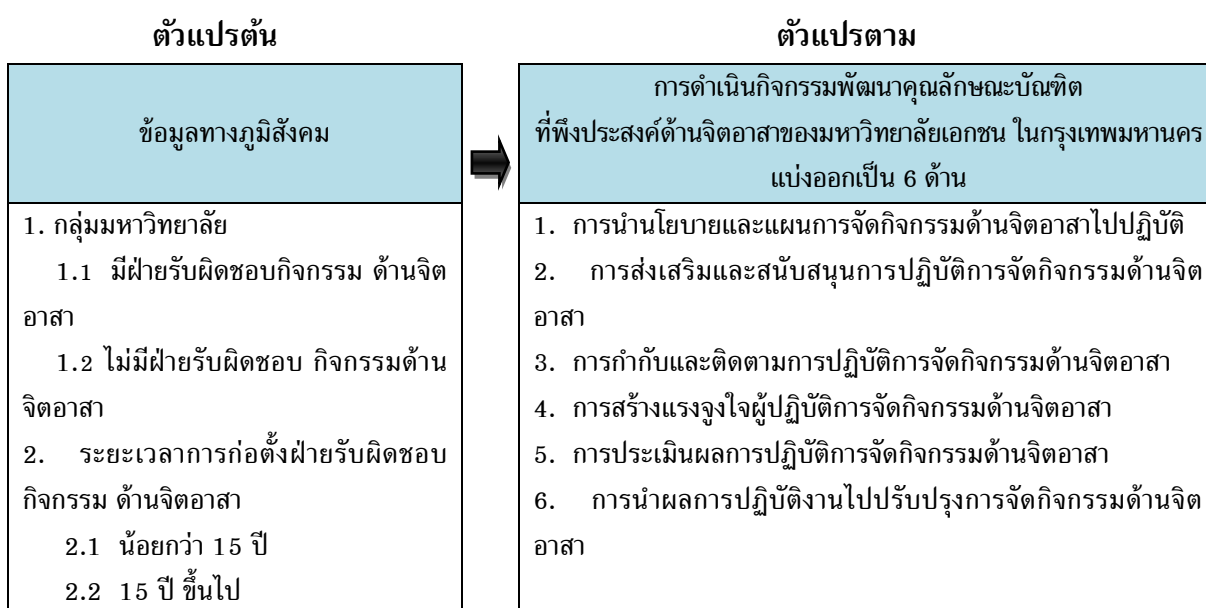 ตัวแปรต้น
ข้อมูลทางภูมิสังคม
1. กลุ่มมหาวิทยาลัย
1.1 มีฝ่ายรับผิดชอบกิจกรรม ด้านจิต
อาสา
1.2 ไม่มีฝ่ายรับผิดชอบ กิจกรรมด้าน
จิตอาสา
2. ระยะเวลาการก่อตั้งฝ่ายรับผิดชอบ
กิจกรรม ด้านจิตอาสา
2.1 น้อยกว่า 15 ปี
2.2 15 ปี ขึ้นไป
ตัวแปรตาม
การดำเนินกิจกรรมพัฒนาคุณลักษณะบัณฑิต
ที่พึงประสงค์ด้านจิตอาสาของมหาวิทยาลัยเอกชน ในกรุงเทพมหานคร
แบ่งออกเป็น 6 ด้าน
1. การนำนโยบายและแผนการจัดกิจกรรมด้านจิตอาสาไปปฏิบัติ
2. การส่งเสริมและสนับสนุนการปฏิบัติการจัดกิจกรรมด้านจิต
อาสา
3. การกำกับและติดตามการปฏิบัติการจัดกิจกรรมด้านจิตอาสา
4. การสร้างแรงจูงใจผู้ปฏิบัติการจัดกิจกรรมด้านจิตอาสา
5. การประเมินผลการปฏิบัติการจัดกิจกรรมด้านจิตอาสา
6. การนำผลการปฏิบัติงานไปปรับปรุงการจัดกิจกรรมด้านจิต
อาสา